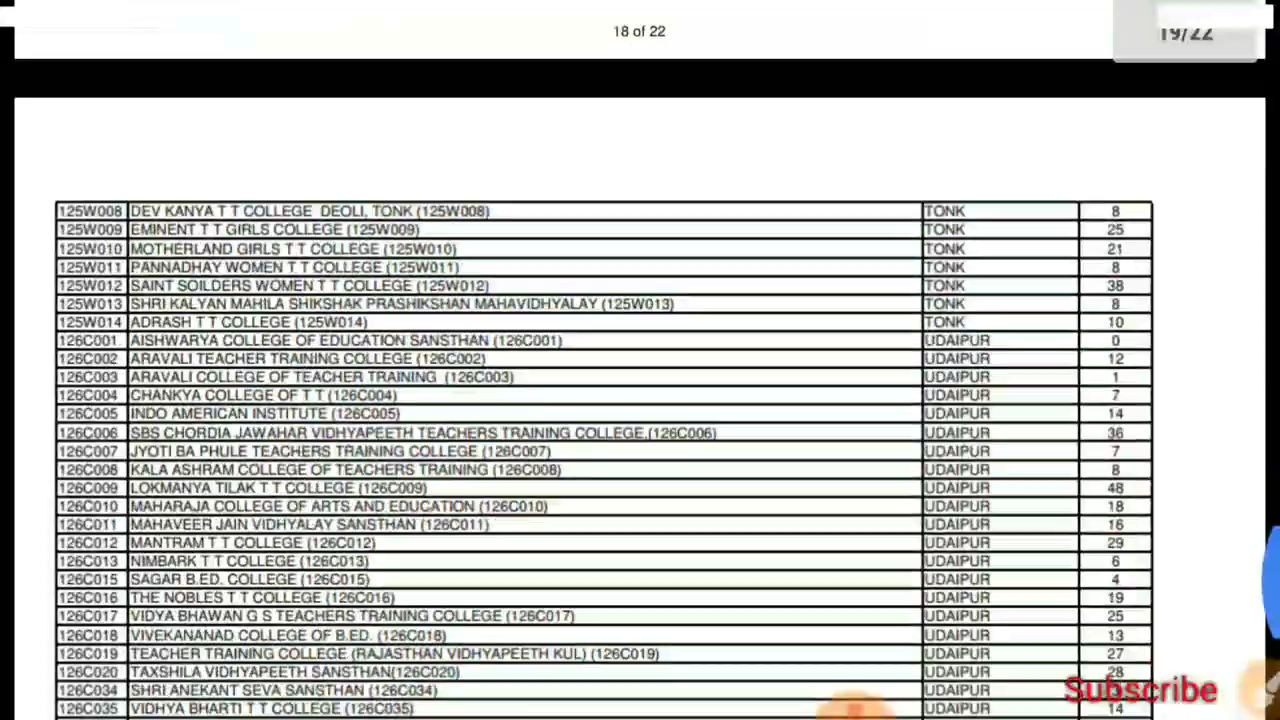 18 of 22
19/22
125W008 DEV KANYA T T COLLEGE DEOLI, TONK (125W008) TONK 8
125W009 EMINENT T T GIRLS COLLEGE (125W009) TONK 25
125W010 MOTHERLAND GIRLS T T COLLEGE (125W010) TONK 21
125W011 PANNADHAY WOMEN T T COLLEGE (125W011) TONK 8
125W012 SAINT SOILDERS WOMEN T T COLLEGE (125W012) TONK 38
125W013 SHRI KALYAN MAHILA SHIKSHAK PRASHIKSHAN MAHAVIDHYALAY (125W013) TONK 8
125W014 ADRASH T T COLLEGE (125W014) TONK 10
126C001 AISHWARYA COLLEGE OF EDUCATION SANSTHAN (126C001) UDAIPUR 0
126C002 ARAVALI TEACHER TRAINING COLLEGE (126C002) UDAIPUR 12
126C003 ARAVALI COLLEGE OF TEACHER TRAINING (126C003) UDAIPUR 1
126C004 CHANKYA COLLEGE OF T T (126C004) UDAIPUR 7
126C005 INDO AMERICAN INSTITUTE (126C005) UDAIPUR 14
126C006 SBS CHORDIA JAWAHAR VIDHYAPEETH TEACHERS TRAINING COLLEGE,(126C006) UDAIPUR 36
126C007 JYOTI BA PHULE TEACHERS TRAINING COLLEGE (126C007) UDAIPUR 7
126C008 KALA ASHRAM COLLEGE OF TEACHERS TRAINING (126C008) UDAIPUR 8
126C009 LOKMANYA TILAK T T COLLEGE (126C009) UDAIPUR 48
126C010 MAHARAJA COLLEGE OF ARTS AND EDUCATION (126C010) UDAIPUR 18
126C011 MAHAVEER JAIN VIDHYALAY SANSTHAN (126C011) UDAIPUR 16
126C012 MANTRAM T T COLLEGE (126C012) UDAIPUR 29
126C013 NIMBARK T T COLLEGE (126C013) UDAIPUR 6
126C015 SAGAR B.ED. COLLEGE (126C015) UDAIPUR 4
126C016 THE NOBLES T T COLLEGE (126C016) UDAIPUR 19
126C017 VIDYA BHAWAN G S TEACHERS TRAINING COLLEGE (126C017) UDAIPUR 25
126C018 VIVEKANANAD COLLEGE OF B.ED. (126C018) UDAIPUR 13
126C019 TEACHER TRAINING COLLEGE (RAJASTHAN VIDHYAPEETH KUL) (126C019) UDAIPUR 27
126C020 TAXSHILA VIDHYAPEETH SANSTHAN(126C020) UDAIPUR 28
126C034 SHRI ANEKANT SEVA SANSTHAN (126C034) UDAIPUR
Subscribe
126C035 VIDHYA BHARTI T T COLLEGE (126C035) UDAIPUR 14